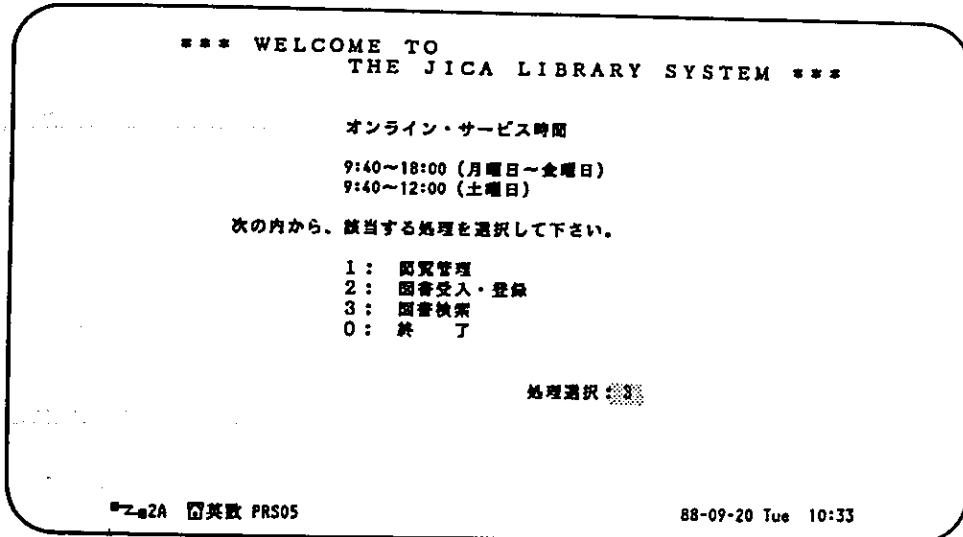 *** WELCOME TO
THE JICA LIBRARY SYSTEM ***
オンライン・サービス時間
9:40～18:00 (月曜日～金曜日)
9:40～12:00 (土曜日)
次の内から、該当する処理を選択して下さい。
1: 閲覧管理
2: 図書受入・登録
3: 図書検索
0: 終 了
処理選択: 3
2A 英数 PRS05
88-09-20 Tue 10:33